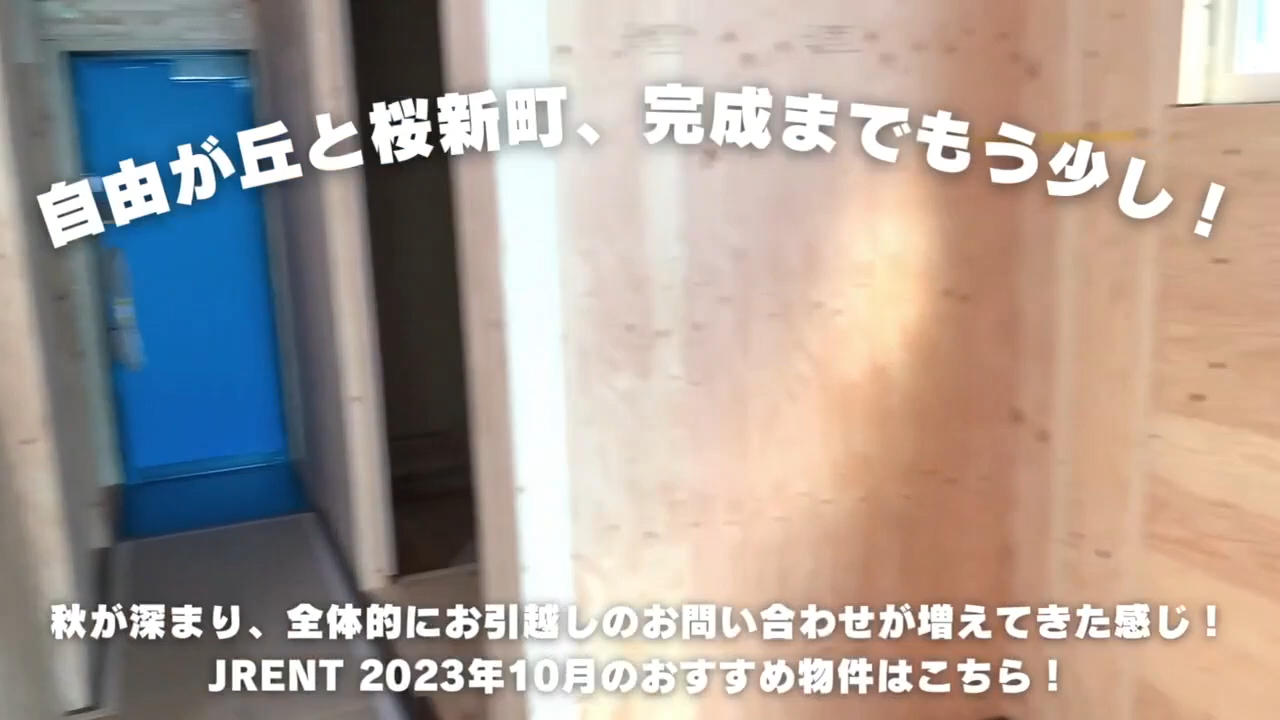 自由が丘と桜新町、完成までもう少し！
秋が深まり、全体的にお引越しのお問い合わせが増えてきた感じ！
JRENT 2023年10月のおすすめ物件はこちら！